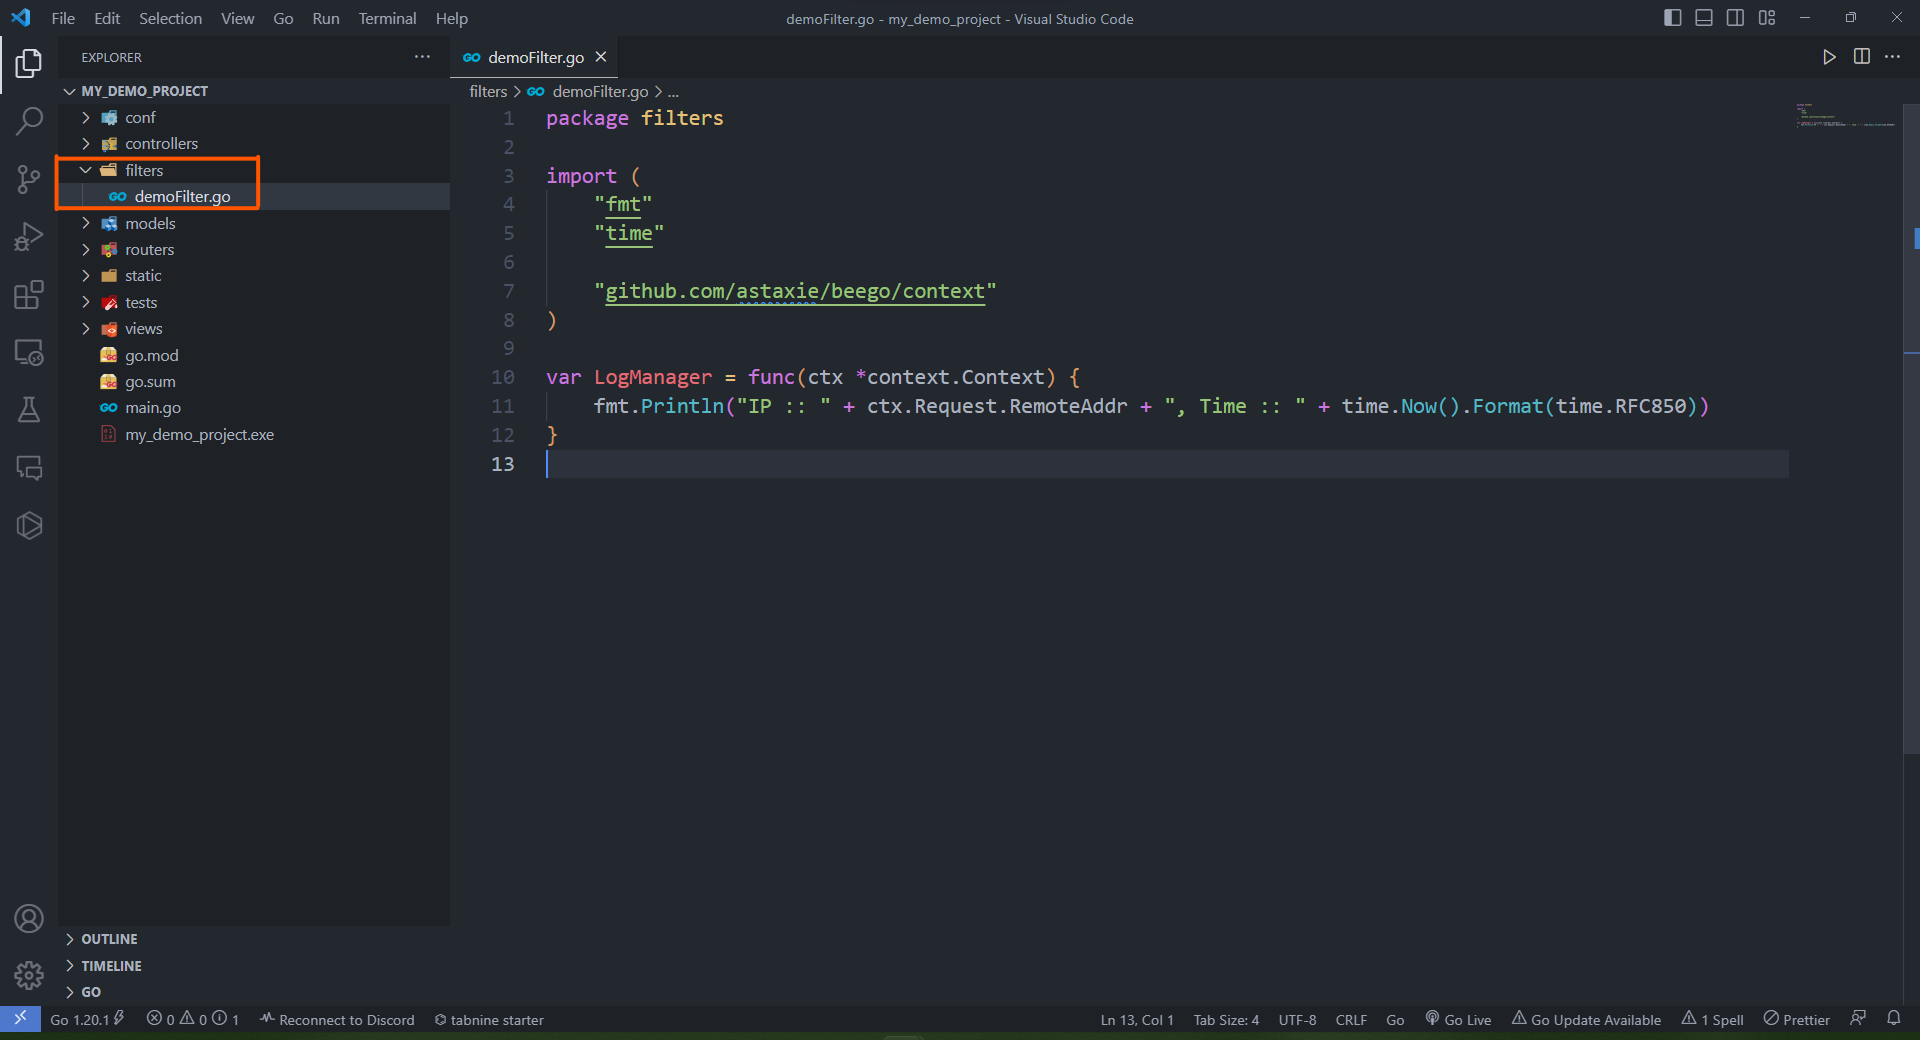 File Edit Selection View Go Run Terminal Help
demoFilter.go - my_demo_project - Visual Studio Code
EXPLORER
MY_DEMO_PROJECT
conf
controllers
filters
demoFilter.go
models
routers
static
tests
views
go.mod
go.sum
main.go
my_demo_project.exe
OUTLINE
TIMELINE
GO
demoFilter.go
filters > demoFilter.go > ...
1 package filters
2
3 import (
4 "fmt"
5 "time"
6
7 "github.com/astaxie/beego/context"
8 )
9
10 var LogManager = func(ctx *context.Context) {
11 fmt.Println("IP :: " + ctx.Request.RemoteAddr + ", Time :: " + time.Now().Format(time.RFC850))
12 }
13
Go 1.20.1 0 0 1 Reconnect to Discord tabnine starter Ln 13, Col 1 Tab Size: 4 UTF-8 CRLF Go Go Live Go Update Available 1 Spell Prettier